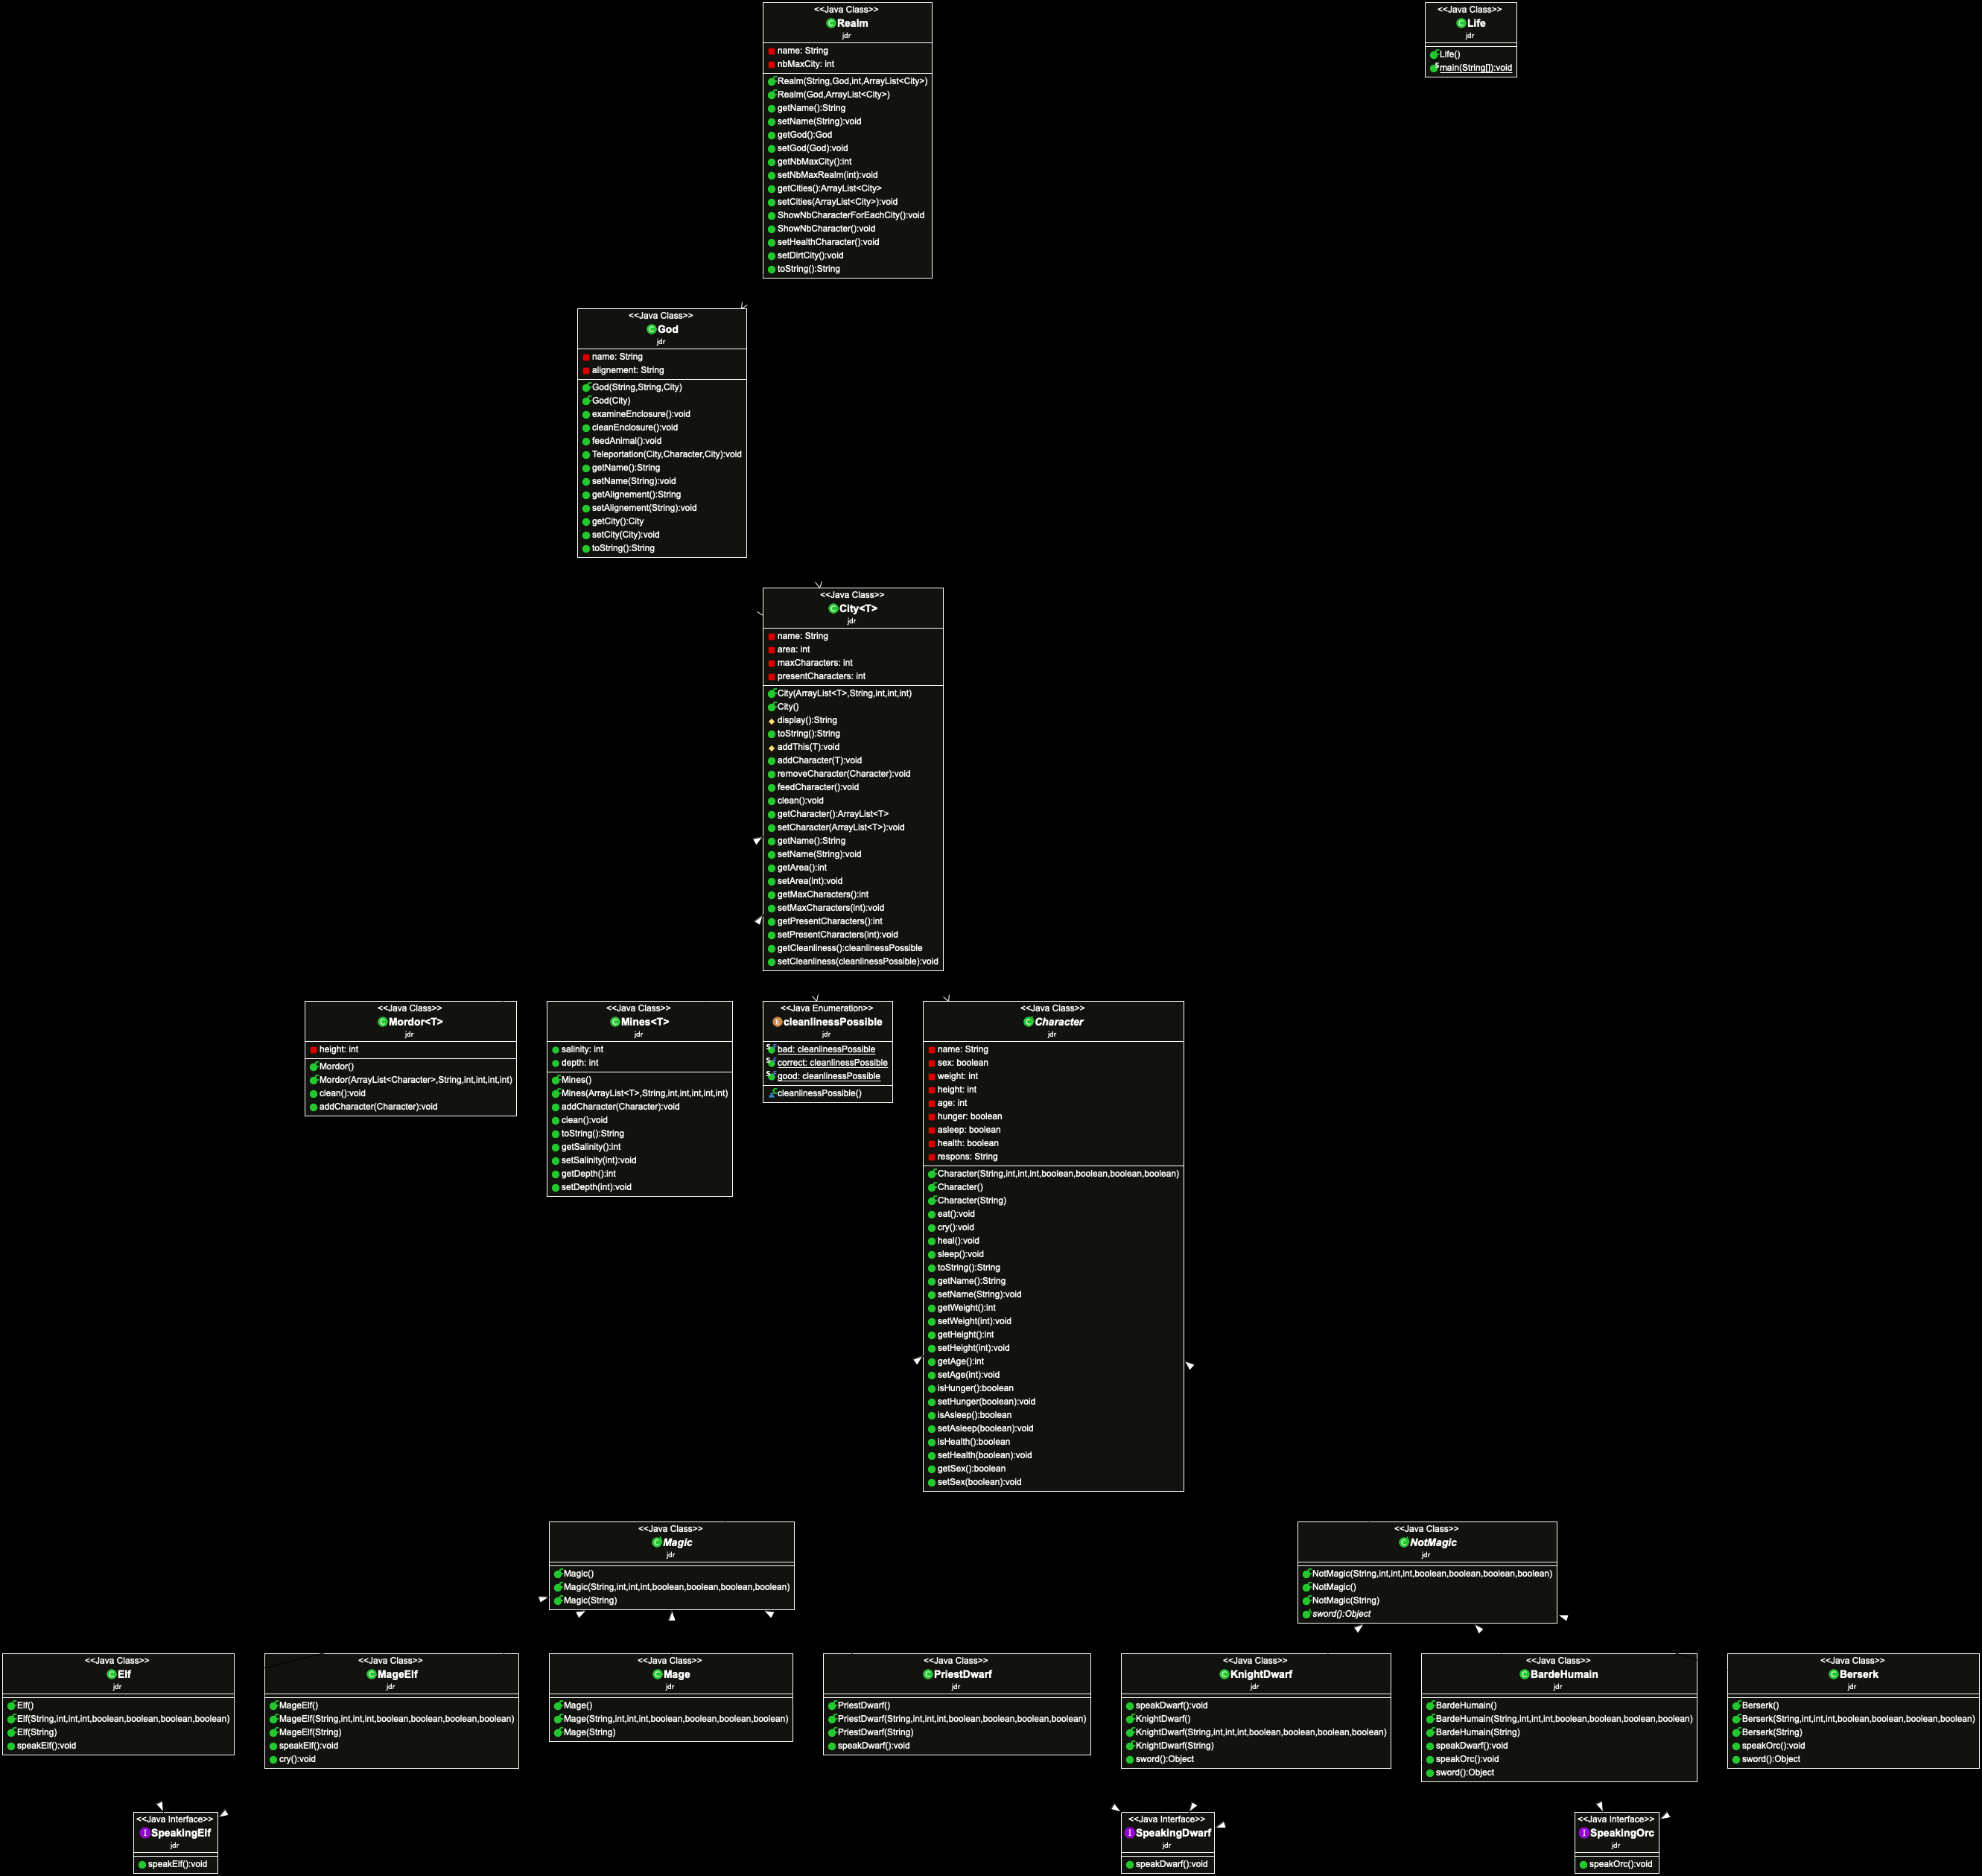 <<Java Class>>
Realm
jdr
name: String
nbMaxCity: int
Realm(String,God,int,ArrayList<City>)
Realm(God,ArrayList<City>)
getName():String
setName(String):void
getGod():God
setGod(God):void
getNbMaxCity():int
setNbMaxRealm(int):void
getCities():ArrayList<City>
setCities(ArrayList<City>):void
ShowNbCharacterForEachCity():void
ShowNbCharacter():void
setHealthCharacter():void
setDirtCity():void
toString():String
<<Java Class>>
Life
jdr
Life()
main(String[]):void
<<Java Class>>
God
jdr
name: String
alignement: String
God(String,String,City)
God(City)
examineEnclosure():void
cleanEnclosure():void
feedAnimal():void
Teleportation(City,Character,City):void
getName():String
setName(String):void
getAlignement():String
setAlignement(String):void
getCity():City
setCity(City):void
toString():String
<<Java Class>>
City<T>
jdr
name: String
area: int
maxCharacters: int
presentCharacters: int
City(ArrayList<T>,String,int,int,int)
City()
display():String
toString():String
addThis(T):void
addCharacter(T):void
removeCharacter(Character):void
feedCharacter():void
clean():void
getCharacter():ArrayList<T>
setCharacter(ArrayList<T>):void
getName():String
setName(String):void
getArea():int
setArea(int):void
getMaxCharacters():int
setMaxCharacters(int):void
getPresentCharacters():int
setPresentCharacters(int):void
getCleanliness():cleanlinessPossible
setCleanliness(cleanlinessPossible):void
<<Java Class>>
Mordor<T>
jdr
height: int
Mordor()
Mordor(ArrayList<Character>,String,int,int,int,int)
clean():void
addCharacter(Character):void
<<Java Class>>
Mines<T>
jdr
salinity: int
depth: int
Mines()
Mines(ArrayList<T>,String,int,int,int,int,int)
addCharacter(Character):void
clean():void
toString():String
getSalinity():int
setSalinity(int):void
getDepth():int
setDepth(int):void
<<Java Enumeration>>
cleanlinessPossible
jdr
bad: cleanlinessPossible
correct: cleanlinessPossible
good: cleanlinessPossible
cleanlinessPossible()
<<Java Class>>
Character
jdr
name: String
sex: boolean
weight: int
height: int
age: int
hunger: boolean
asleep: boolean
health: boolean
respons: String
Character(String,int,int,int,boolean,boolean,boolean,boolean)
Character()
Character(String)
eat():void
cry():void
heal():void
sleep():void
toString():String
getName():String
setName(String):void
getWeight():int
setWeight(int):void
getHeight():int
setHeight(int):void
getAge():int
setAge(int):void
isHunger():boolean
setHunger(boolean):void
isAsleep():boolean
setAsleep(boolean):void
isHealth():boolean
setHealth(boolean):void
getSex():boolean
setSex(boolean):void
<<Java Class>>
Magic
jdr
Magic()
Magic(String,int,int,int,boolean,boolean,boolean,boolean)
Magic(String)
<<Java Class>>
NotMagic
jdr
NotMagic(String,int,int,int,boolean,boolean,boolean,boolean)
NotMagic()
NotMagic(String)
sword():Object
<<Java Class>>
Elf
jdr
Elf()
Elf(String,int,int,int,boolean,boolean,boolean,boolean)
Elf(String)
speakElf():void
<<Java Class>>
MageElf
jdr
MageElf()
MageElf(String,int,int,int,boolean,boolean,boolean,boolean)
MageElf(String)
speakElf():void
cry():void
<<Java Class>>
Mage
jdr
Mage()
Mage(String,int,int,int,boolean,boolean,boolean,boolean)
Mage(String)
<<Java Class>>
PriestDwarf
jdr
PriestDwarf()
PriestDwarf(String,int,int,int,boolean,boolean,boolean,boolean)
PriestDwarf(String)
speakDwarf():void
<<Java Class>>
KnightDwarf
jdr
speakDwarf():void
KnightDwarf()
KnightDwarf(String,int,int,int,boolean,boolean,boolean,boolean)
KnightDwarf(String)
sword():Object
<<Java Class>>
BardeHumain
jdr
BardeHumain()
BardeHumain(String,int,int,int,boolean,boolean,boolean,boolean)
BardeHumain(String)
speakDwarf():void
speakOrc():void
sword():Object
<<Java Class>>
Berserk
jdr
Berserk()
Berserk(String,int,int,int,boolean,boolean,boolean,boolean)
Berserk(String)
speakOrc():void
sword():Object
<<Java Interface>>
SpeakingElf
jdr
speakElf():void
<<Java Interface>>
SpeakingDwarf
jdr
speakDwarf():void
<<Java Interface>>
SpeakingOrc
jdr
speakOrc():void